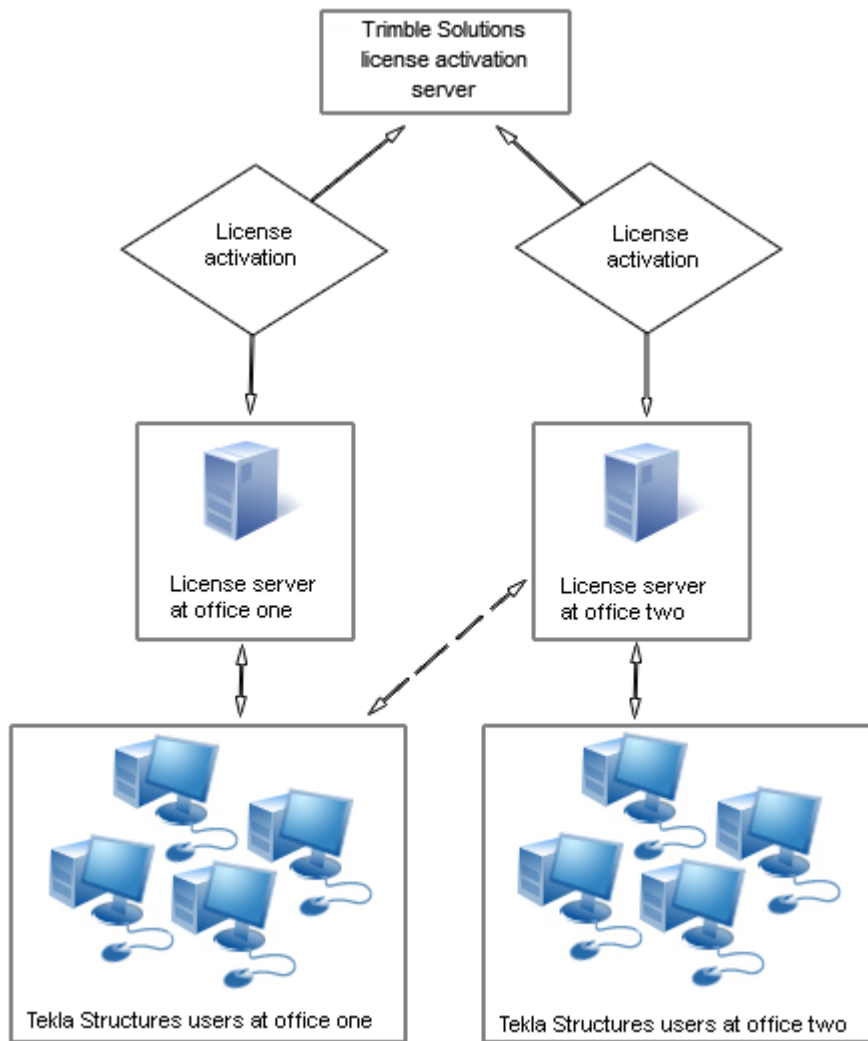 Trimble Solutions
license activation
server
License
activation
License
activation
License server
at office one
License server
at office two
Tekla Structures users at office one
Tekla Structures users at office two